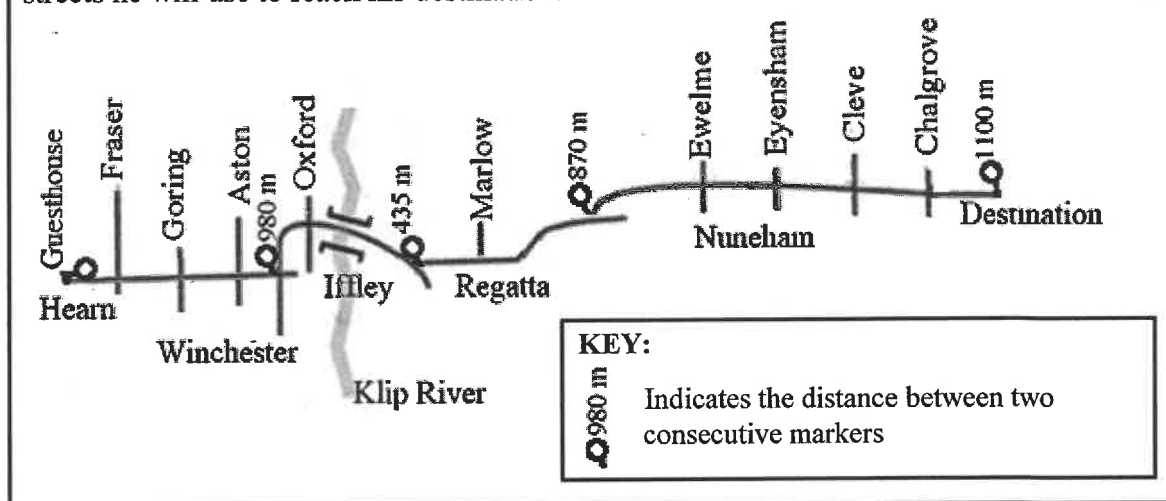 Guesthouse
Hearn
Fraser
Goring
Aston
980 m
Winchester
Oxford
Iffley
Klip River
435 m
Marlow
Regatta
870 m
Ewelme
Eyensham
Nuneham
Cleve
Chalgrove
1100 m
Destination
KEY:
980 m
Indicates the distance between two
consecutive markers